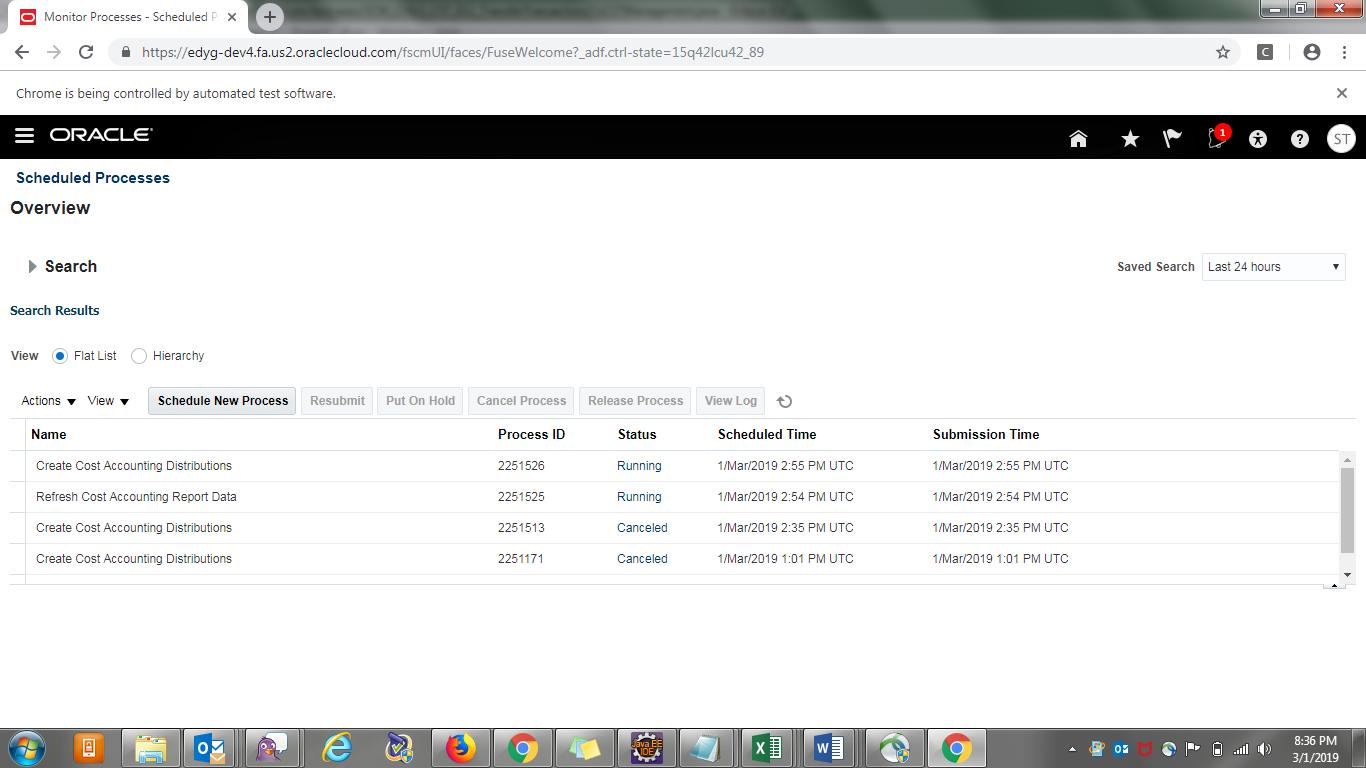 Monitor Processes - Scheduled P
https://edyg-dev4.fa.us2.oraclecloud.com/fscmUI/faces/FuseWelcome?_adf.ctrl-state=15q42lcu42_89
C
Chrome is being controlled by automated test software.
ORACLE
1
?
ST
Scheduled Processes
Overview
Search
Saved Search Last 24 hours
Search Results
View Flat List Hierarchy
Actions View Schedule New Process Resubmit Put On Hold Cancel Process Release Process View Log
Name Process ID Status Scheduled Time Submission Time
Create Cost Accounting Distributions 2251526 Running 1/Mar/2019 2:55 PM UTC 1/Mar/2019 2:55 PM UTC
Refresh Cost Accounting Report Data 2251525 Running 1/Mar/2019 2:54 PM UTC 1/Mar/2019 2:54 PM UTC
Create Cost Accounting Distributions 2251513 Canceled 1/Mar/2019 2:35 PM UTC 1/Mar/2019 2:35 PM UTC
Create Cost Accounting Distributions 2251171 Canceled 1/Mar/2019 1:01 PM UTC 1/Mar/2019 1:01 PM UTC
Java EE
IDE
8:36 PM
3/1/2019